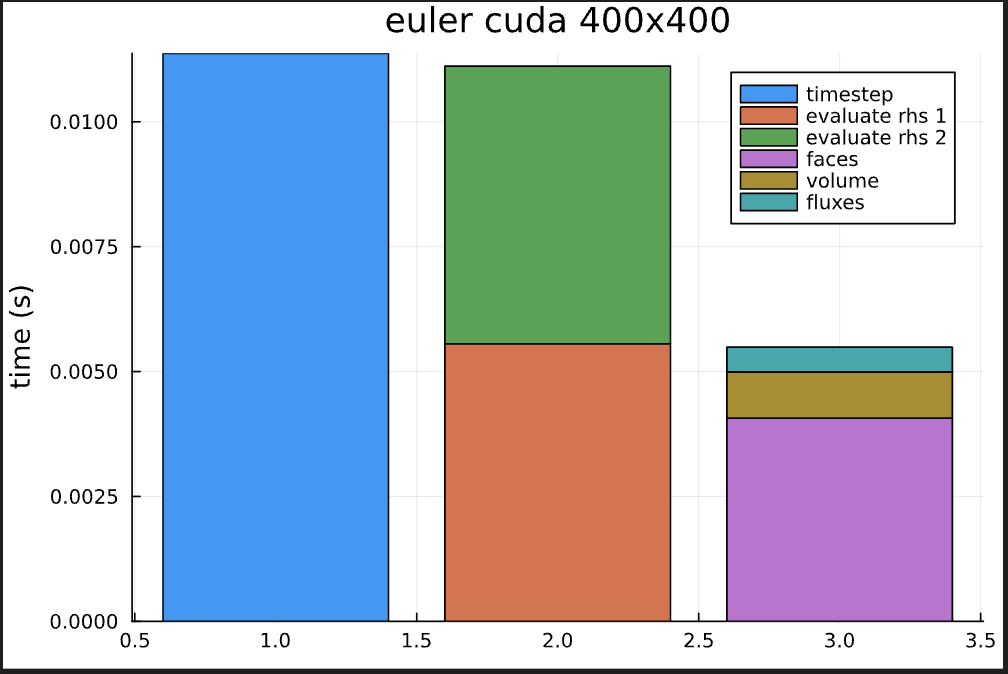 euler cuda 400x400
timestep
evaluate rhs 1
evaluate rhs 2
faces
volume
fluxes
time (s)
0.0100
0.0075
0.0050
0.0025
0.0000
0.5 1.0 1.5 2.0 2.5 3.0 3.5